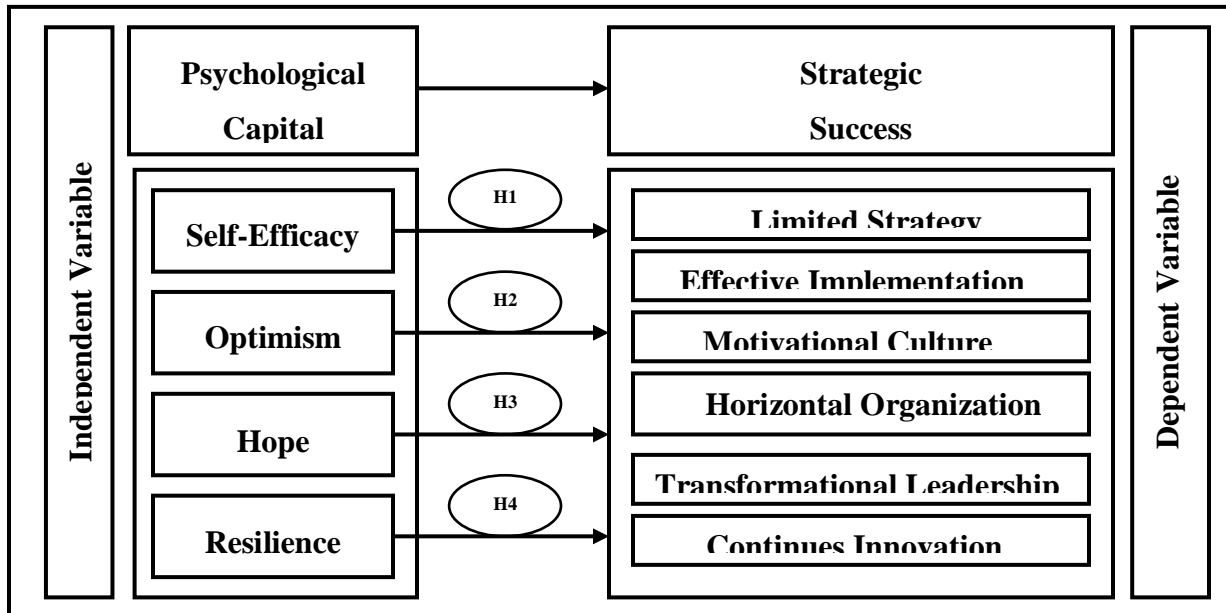 Independent Variable
Psychological
Capital
Strategic
Success
Dependent Variable
Self-Efficacy
H1
Limited Strategy
Effective Implementation
Optimism
H2
Motivational Culture
Hope
H3
Horizontal Organization
Transformational Leadership
Resilience
H4
Continues Innovation